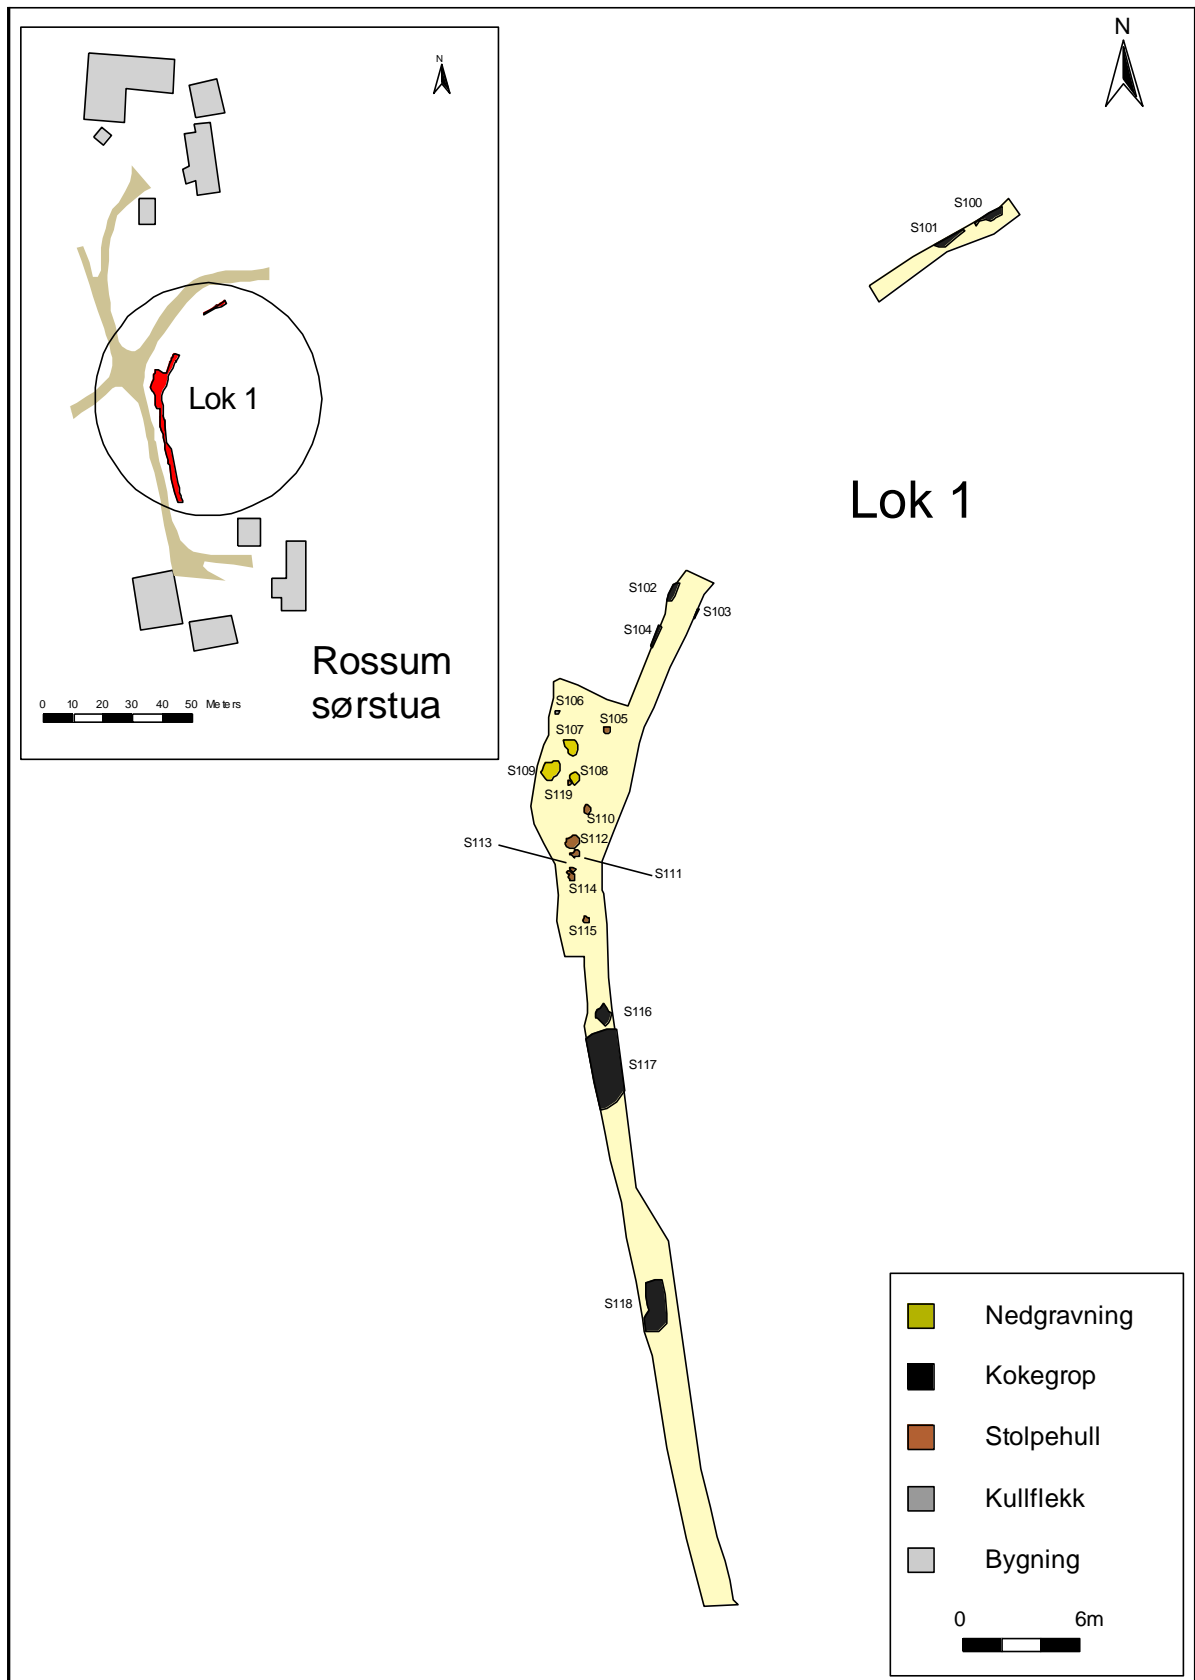 N
N
S100
S101
Lok 1
Lok 1
S102
S103
S104
Rossum
sørstua
0 10 20 30 40 50 Meters
S106
S105
S107
S109
S108
S119
S110
S112
S113
S111
S114
S115
S116
S117
S118
Nedgravning
Kokegrop
Stolpehull
Kullflekk
Bygning
0 6m